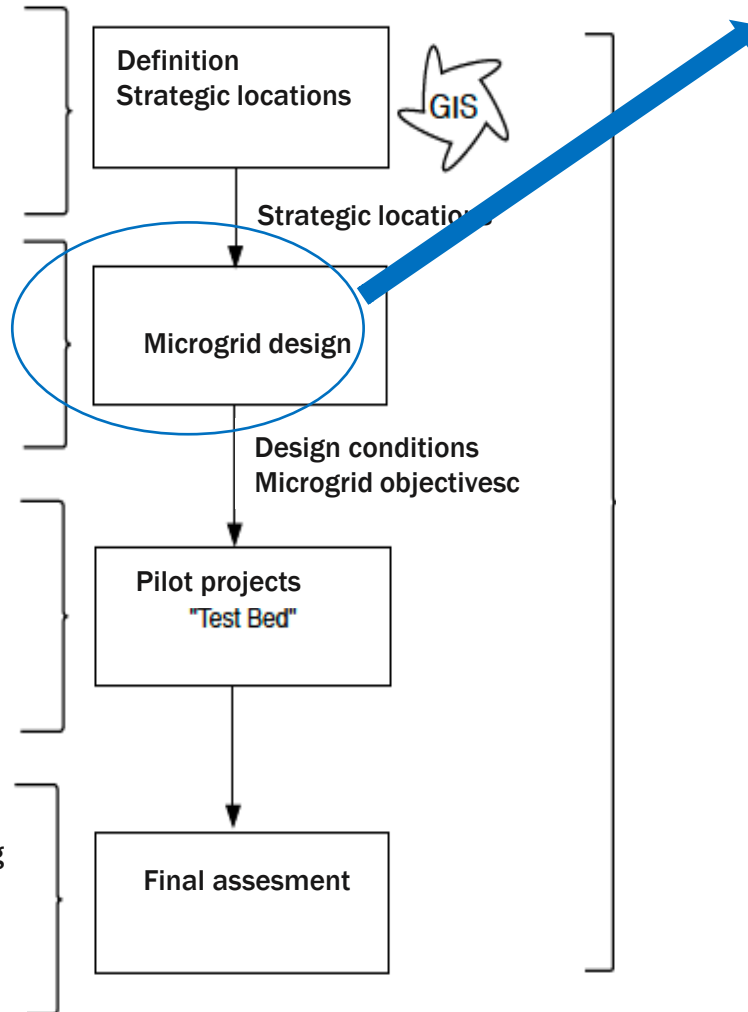 Definition
Strategic locations
GIS
Strategic locations
Microgrid design
Design conditions
Microgrid objectivesc
Pilot projects
"Test Bed"
g
Final assesment